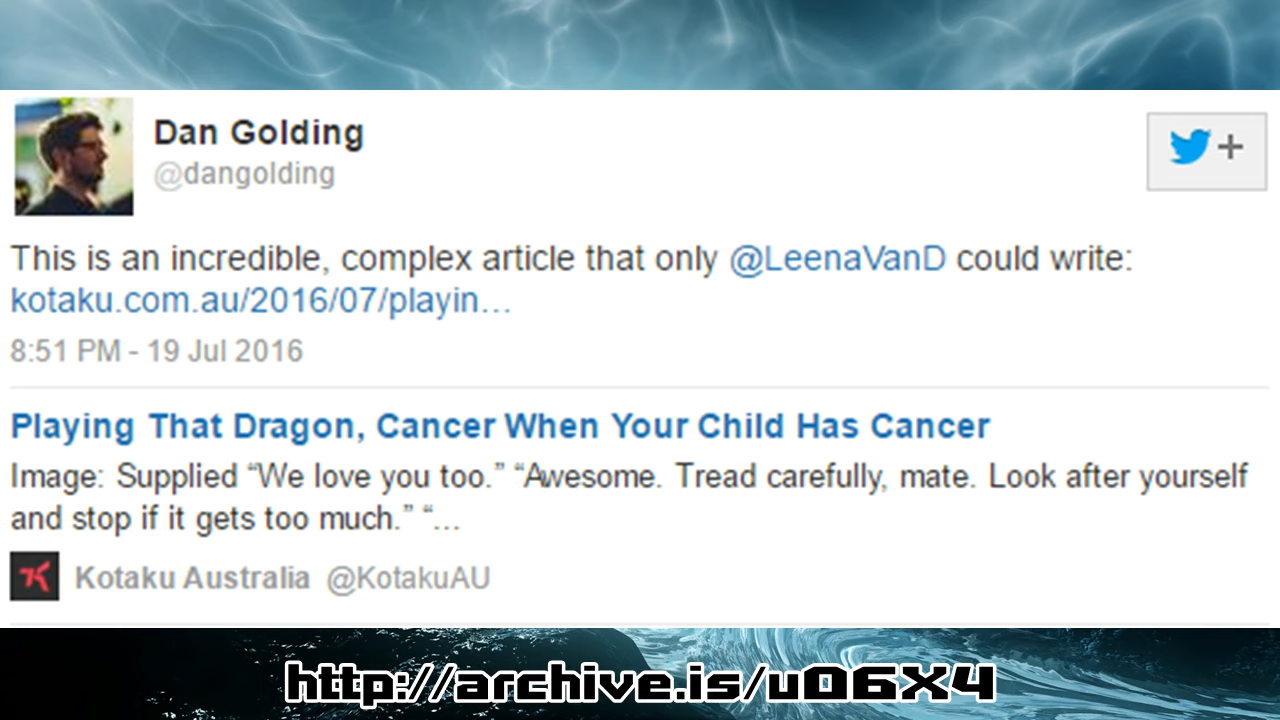 Dan Golding
@dangolding
+
This is an incredible, complex article that only @LeenaVanD could write:
kotaku.com.au/2016/07/playin…
8:51 PM - 19 Jul 2016
Playing That Dragon, Cancer When Your Child Has Cancer
Image: Supplied “We love you too.” “Awesome. Tread carefully, mate. Look after yourself
and stop if it gets too much.” “…
Kotaku Australia @KotakuAU
http://archive.is/u06X4